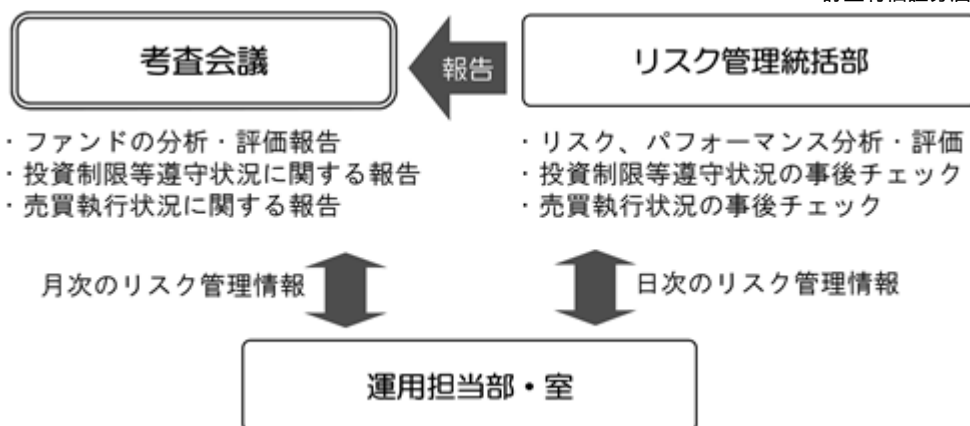 考査会議
報告
リスク管理統括部
・ファンドの分析・評価報告
・投資制限等遵守状況に関する報告
・売買執行状況に関する報告
・リスク、パフォーマンス分析・評価
・投資制限等遵守状況の事後チェック
・売買執行状況の事後チェック
月次のリスク管理情報
日次のリスク管理情報
運用担当部・室